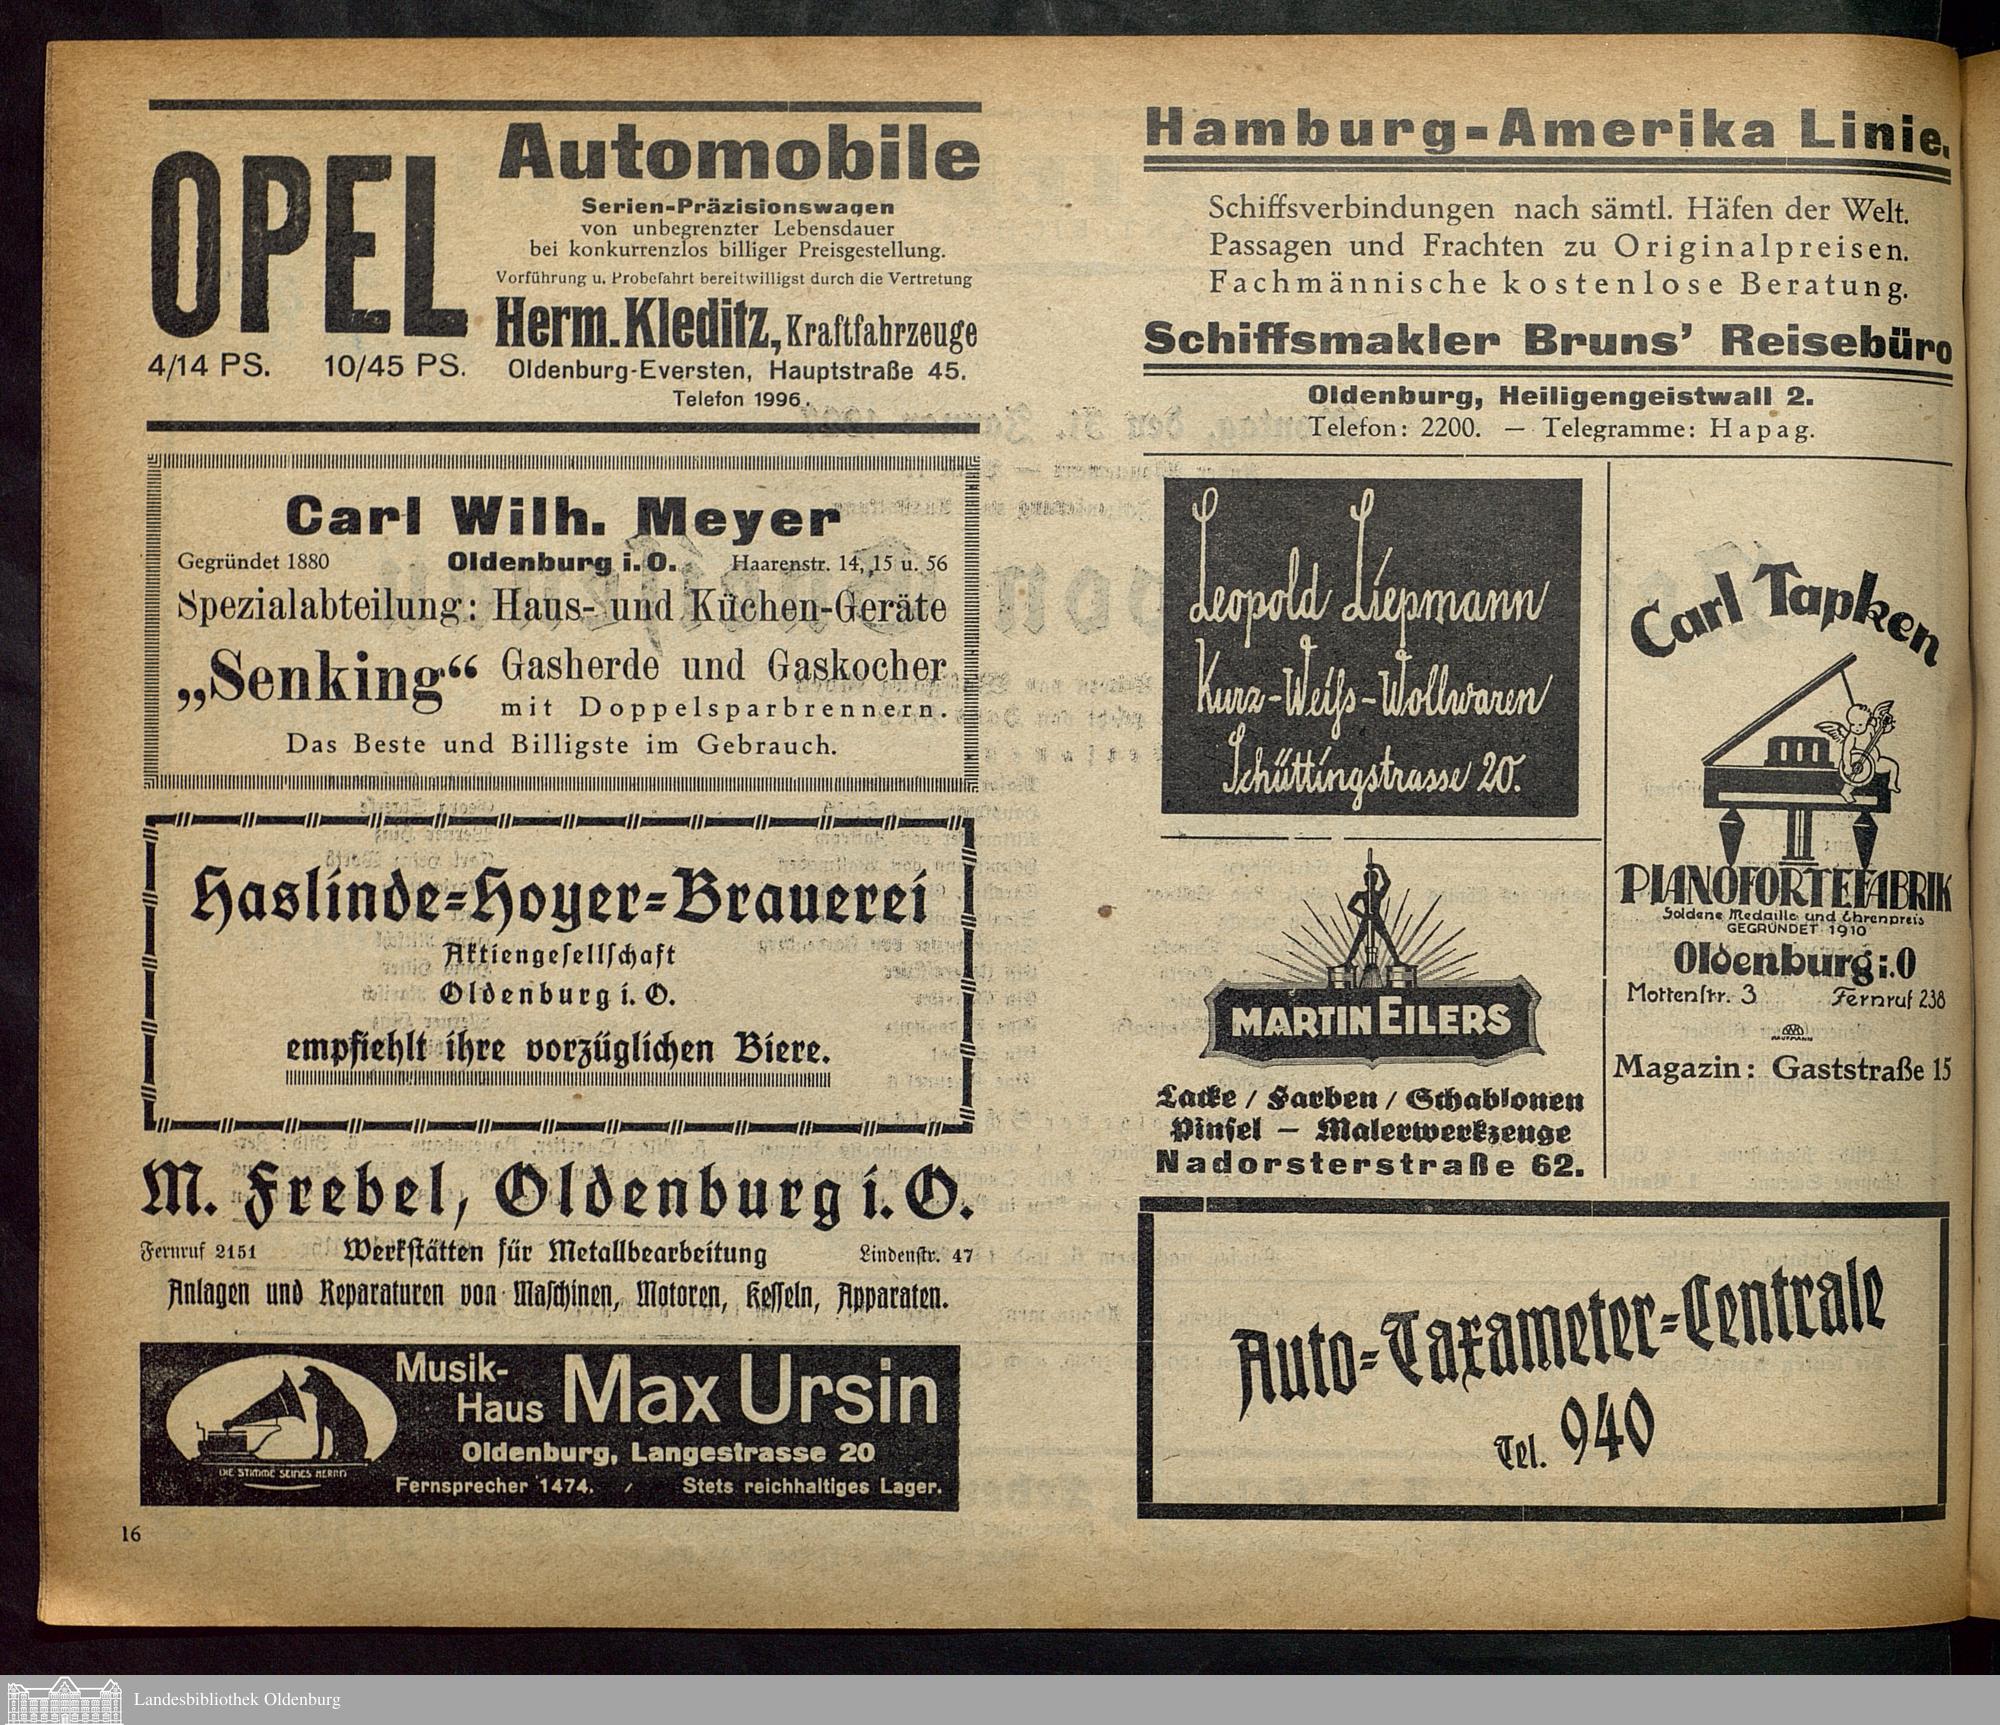 OPEL
4/14 PS. 10/45 PS.
Automobile
Serien-Präzisionswagen
von unbegrenzter Lebensdauer
bei konkurrenzlos billiger Preisgestellung.
Vorführung u. Probefahrt bereitwilligst durch die Vertretung
Herm. Kleditz, Kraftfahrzeuge
Oldenburg-Eversten, Hauptstraße 45.
Telefon 1996.
Carl Wilh. Meyer
Gegründet 1880 Oldenburg i. O. Haarenstr. 14, 15 u. 56
Spezialabteilung: Haus- und Küchen-Geräte
„Senking“ Gasherde und Gaskocher
mit Doppelsparbrennern.
Das Beste und Billigste im Gebrauch.
Haslinde-Hoyer-Brauerei
Aktiengesellschaft
Oldenburg i. O.
empfiehlt ihre vorzüglichen Biere.
M. Frebel, Oldenburg i. O.
Fernruf 2151 Werkstätten für Metallbearbeitung Lindenstr. 47
Anlagen und Reparaturen von Maschinen, Motoren, Kesseln, Apparaten.
DIE STIMME SEINES HERRN
Musik-
Haus Max Ursin
Oldenburg, Langestrasse 20
Fernsprecher 1474. / Stets reichhaltiges Lager.
16
Hamburg-Amerika Linie.
Schiffsverbindungen nach sämtl. Häfen der Welt.
Passagen und Frachten zu Originalpreisen.
Fachmännische kostenlose Beratung.
Schiffsmakler Bruns’ Reisebüro
Oldenburg, Heiligengeistwall 2.
Telefon: 2200. — Telegramme: Hapag.
Leopold Liepmann
Kurz-Weiß-Wollwaren
Schüttingstrasse 20.
MARTIN EILERS
Lacke / Farben / Schablonen
Pinsel — Malerwerkzeuge
Nadorsterstraße 62.
Carl Tapken
PIANOFORTEFABRIK
Goldene Medaille und Ehrenpreis
GEGRÜNDET 1910
Oldenburg i. O
Mottenstr. 3 Fernruf 238
Magazin: Gaststraße 15
Auto-Taxameter-Centrale
Tel. 940
Landesbibliothek Oldenburg